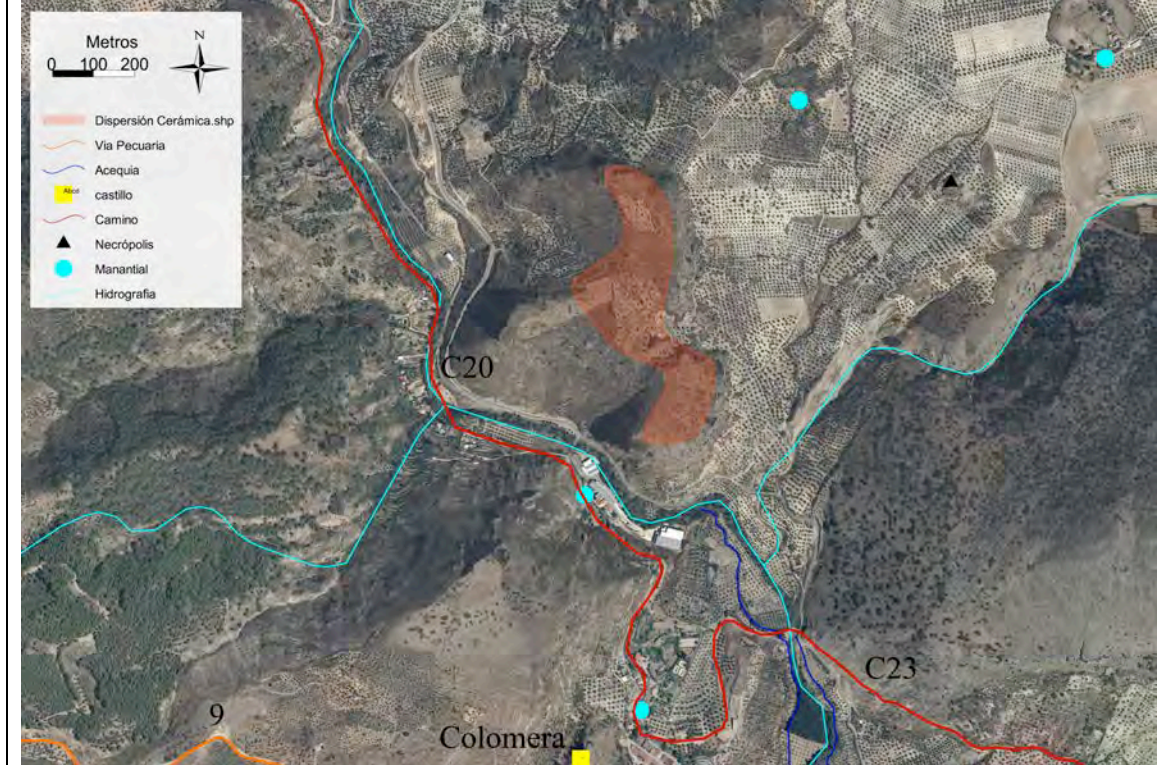 Metros
0 100 200
N
Dispersión Cerámica.shp
Via Pecuaria
Acequia
castillo
Camino
Necrópolis
Manantial
Hidrografia
C20
C23
9
Colomera